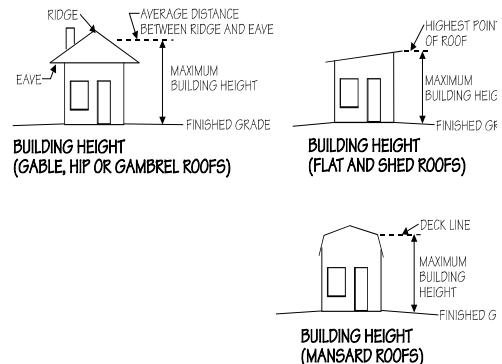 RIDGE
AVERAGE DISTANCE
BETWEEN RIDGE AND EAVE
EAVE
MAXIMUM
BUILDING HEIGHT
FINISHED GRADE
BUILDING HEIGHT
(GABLE, HIP OR GAMBREL ROOFS)
HIGHEST POIN
OF ROOF
MAXIMUM
BUILDING HEIG
FINISHED GR
BUILDING HEIGHT
(FLAT AND SHED ROOFS)
DECK LINE
MAXIMUM
BUILDING
HEIGHT
FINISHED G
BUILDING HEIGHT
(MANSARD ROOFS)